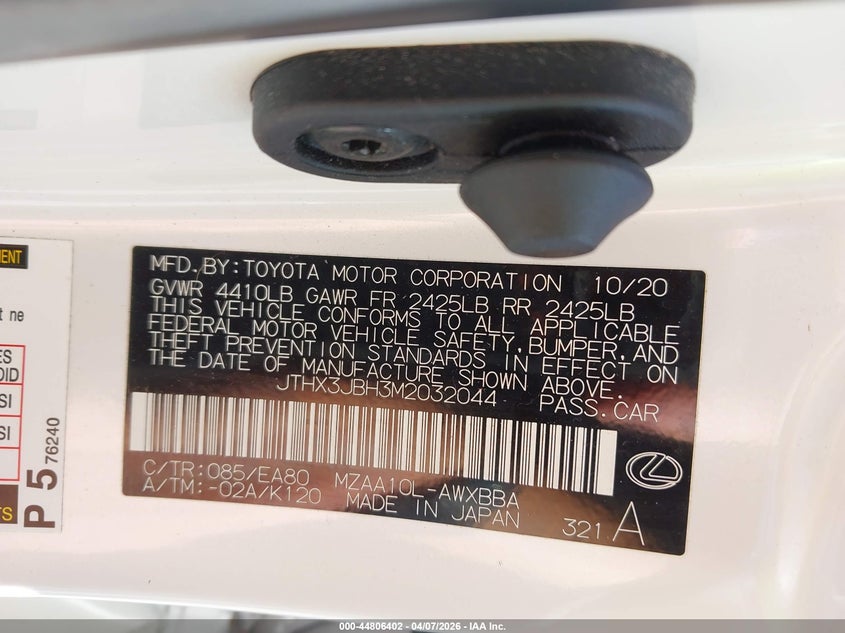 MFD.BY:TOYOTA MOTOR CORPORATION 10/20
GVWR 4410LB GAWR FR 2425LB RR 2425LB
THIS VEHICLE CONFORMS TO ALL APPLICABLE
FEDERAL MOTOR VEHICLE SAFETY,BUMPER,AND
THEFT PREVENTION STANDARDS IN EFFECT ON
THE DATE OF MANUFACTURE SHOWN ABOVE.
JTHX3JBH3M2032044 PASS.CAR
C/TR:085/EA80 MZAA10L-AWXBBA
A/TM:-02A/K120 MADE IN JAPAN 321 A
P 5 76240
000-44806402 - 04/07/2026 - IAA Inc.